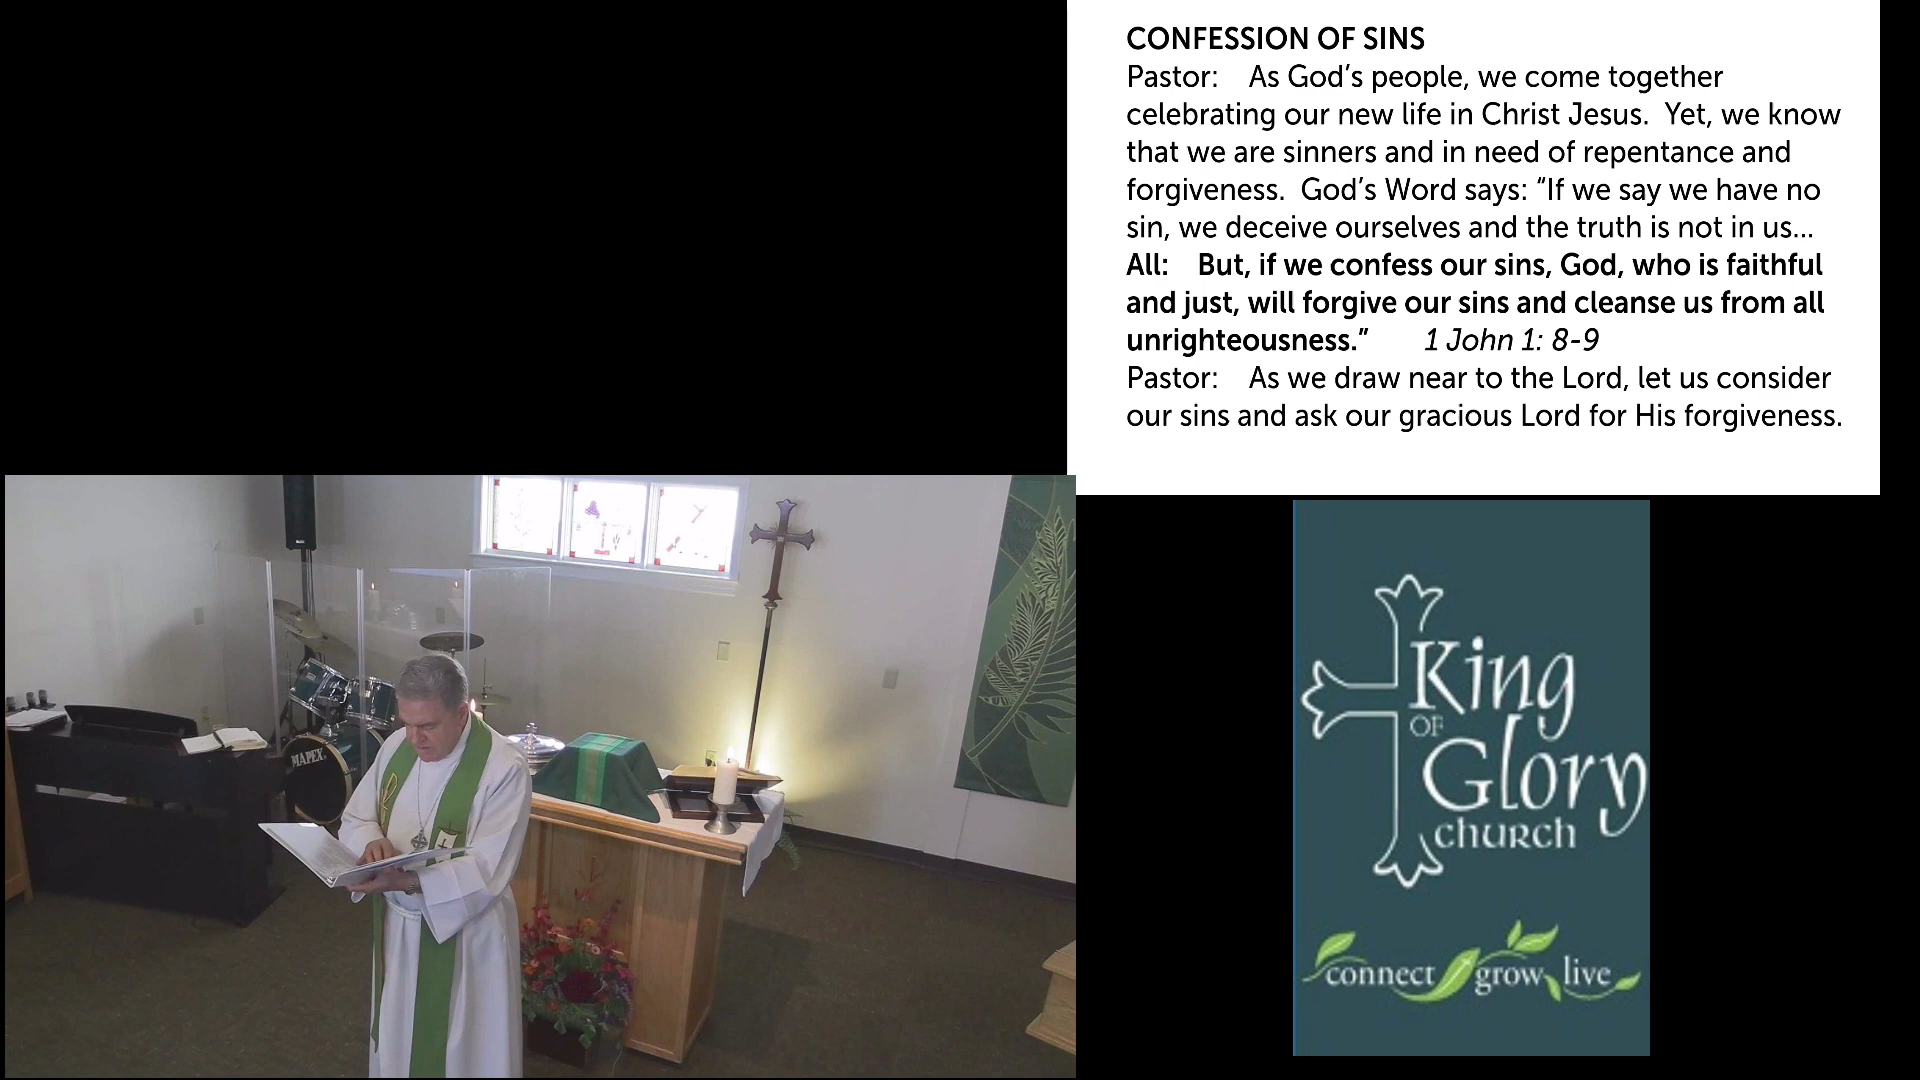 CONFESSION OF SINS
Pastor: As God’s people, we come together
celebrating our new life in Christ Jesus. Yet, we know
that we are sinners and in need of repentance and
forgiveness. God’s Word says: “If we say we have no
sin, we deceive ourselves and the truth is not in us...
All: But, if we confess our sins, God, who is faithful
and just, will forgive our sins and cleanse us from all
unrighteousness.” 1 John 1: 8-9
Pastor: As we draw near to the Lord, let us consider
our sins and ask our gracious Lord for His forgiveness.
MAPEX
King
OF
Glory
church
connect grow live